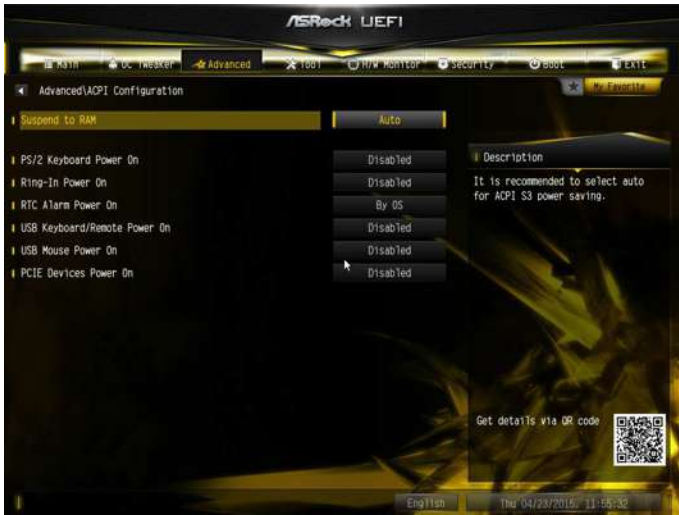 ASRock UEFI
Main OC Tweaker Advanced Tool H/W Monitor Security Boot Exit
Advanced\ACPI Configuration My Favorite
Suspend to RAM Auto
PS/2 Keyboard Power On Disabled
Ring-In Power On Disabled
RTC Alarm Power On By OS
USB Keyboard/Remote Power On Disabled
USB Mouse Power On Disabled
PCIE Devices Power On Disabled
Description
It is recommended to select auto
for ACPI S3 power saving.
Get details via QR code
English Thu 04/23/2015, 11:55:32